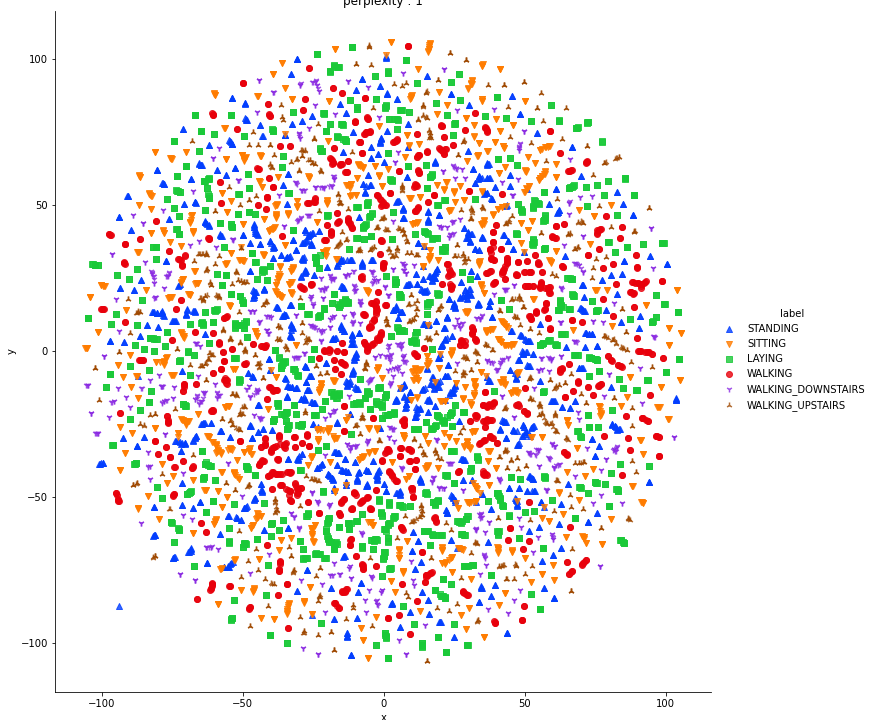 perplexity : 1
100
50
0
−50
−100
y
−100
−50
0
50
100
x
label
STANDING
SITTING
LAYING
WALKING
WALKING_DOWNSTAIRS
WALKING_UPSTAIRS